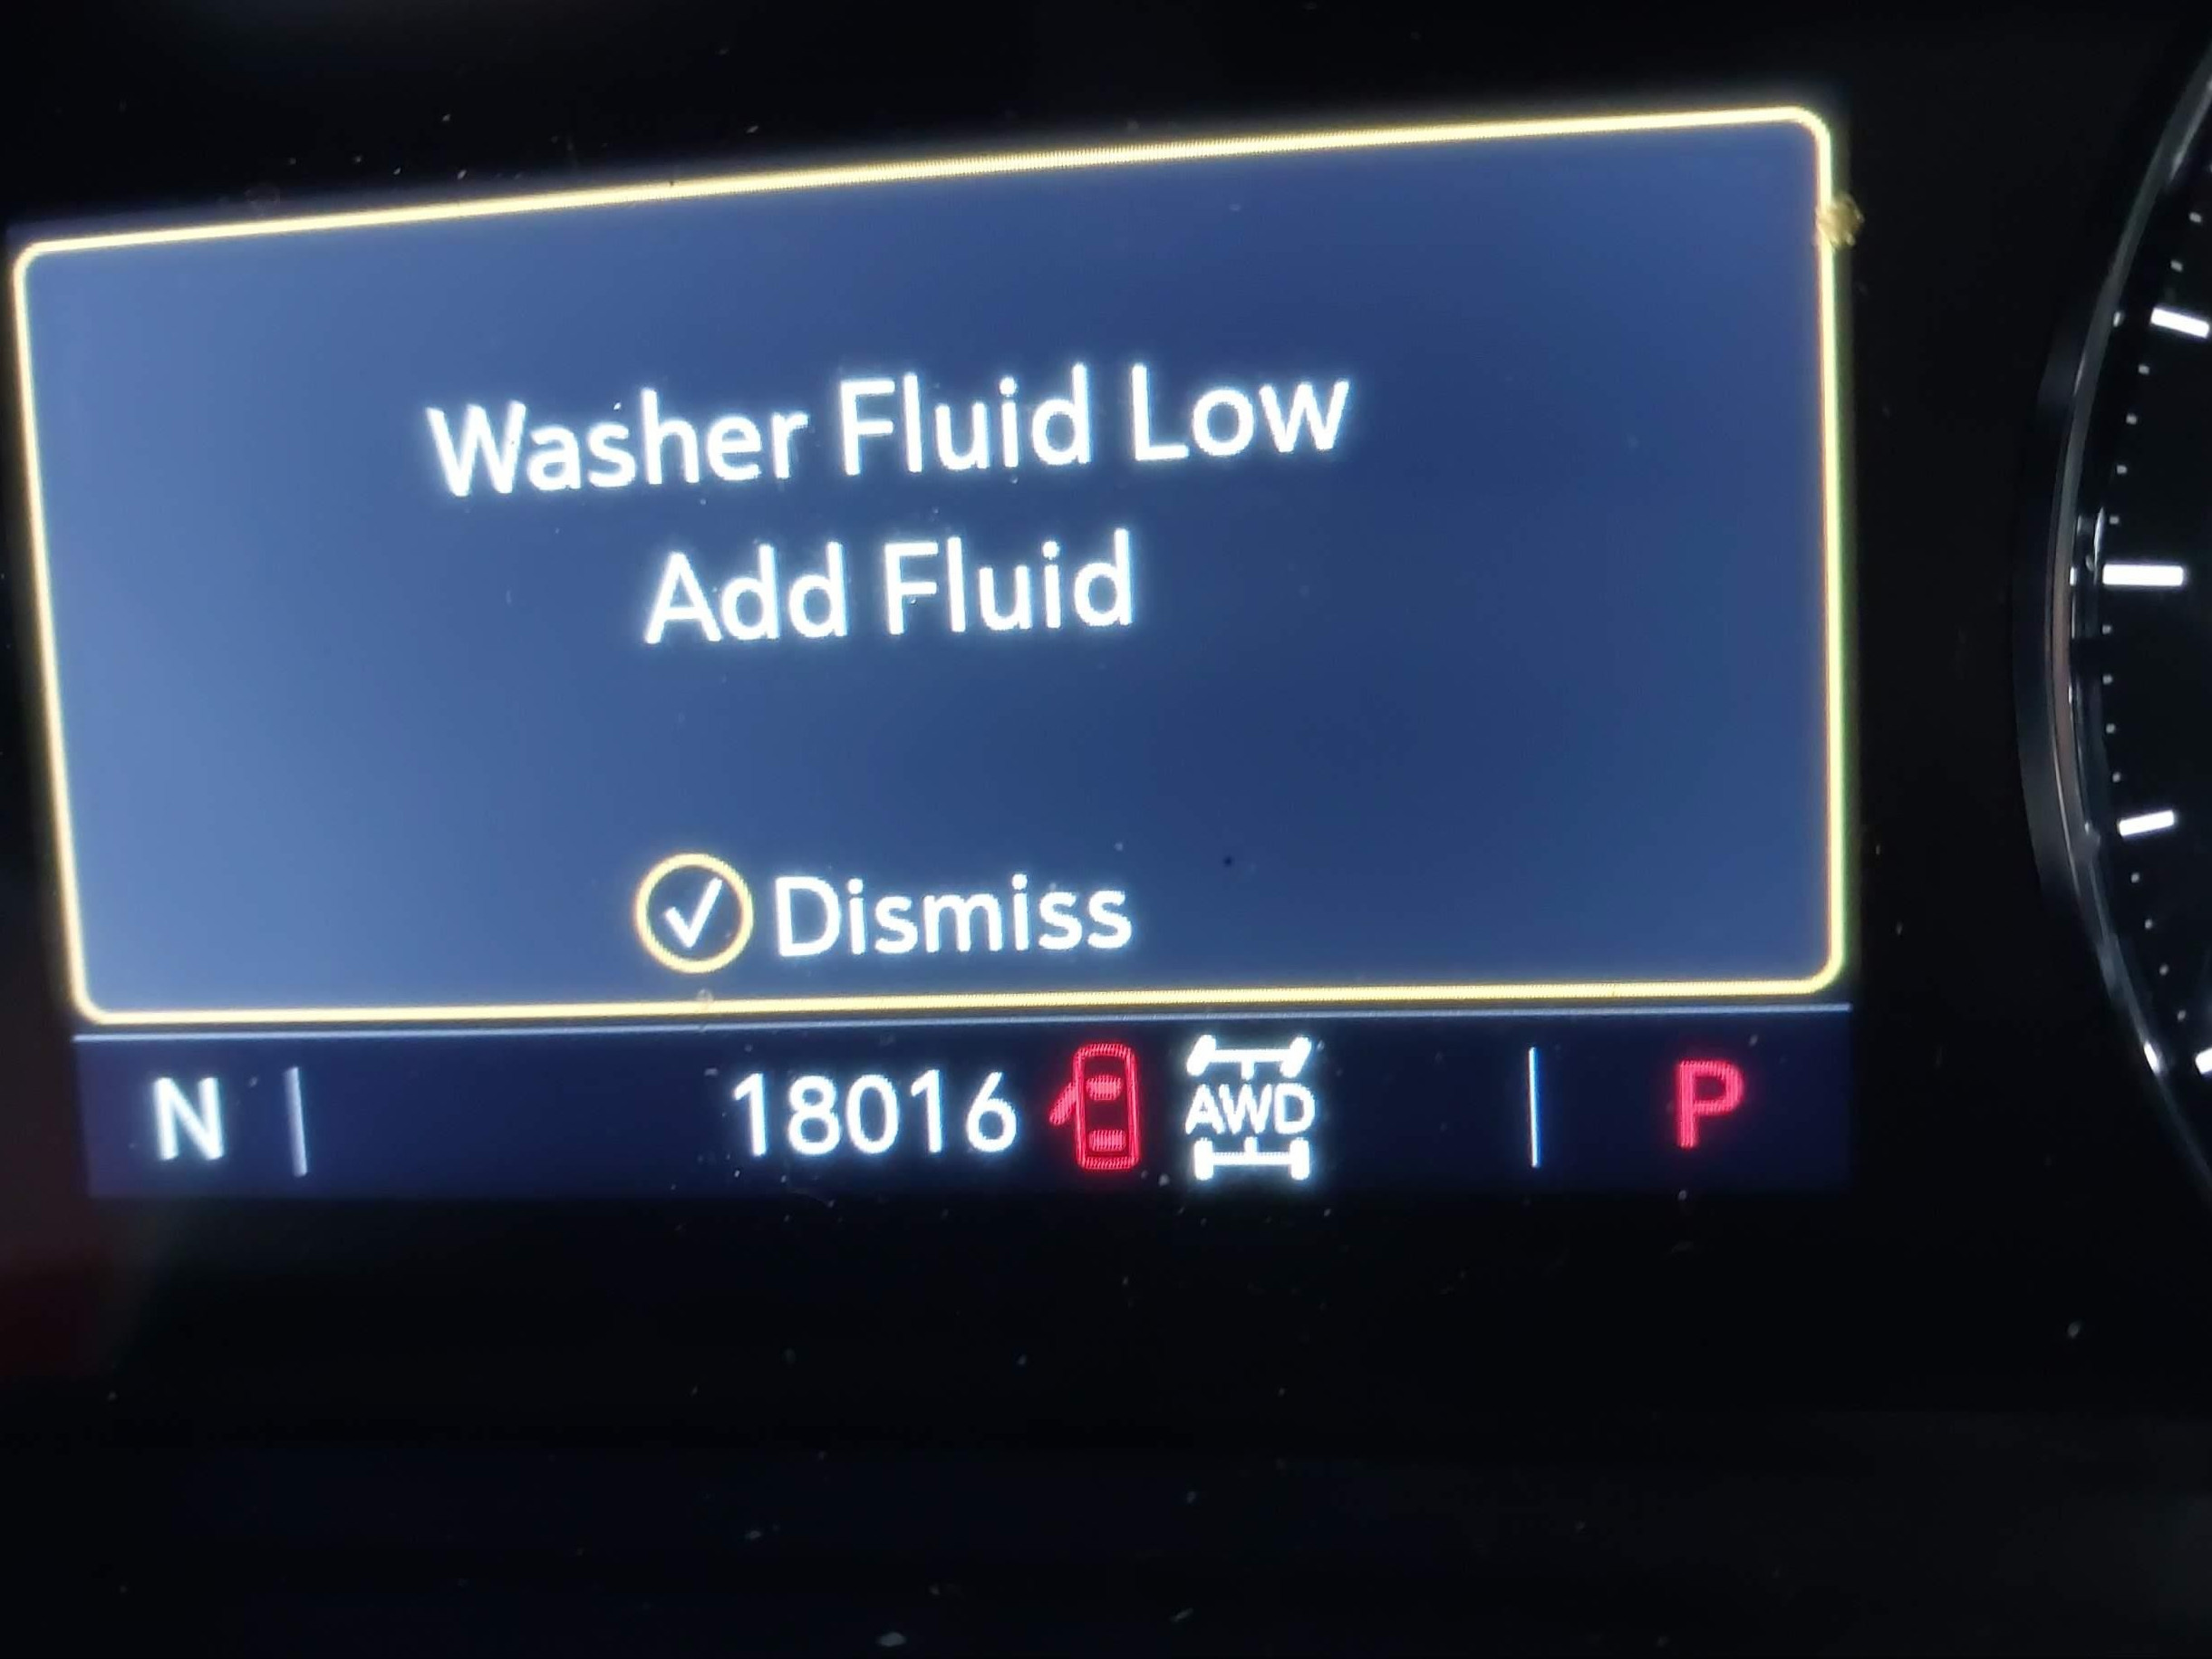 Washer Fluid Low
Add Fluid
Dismiss
N 18016 AWD P